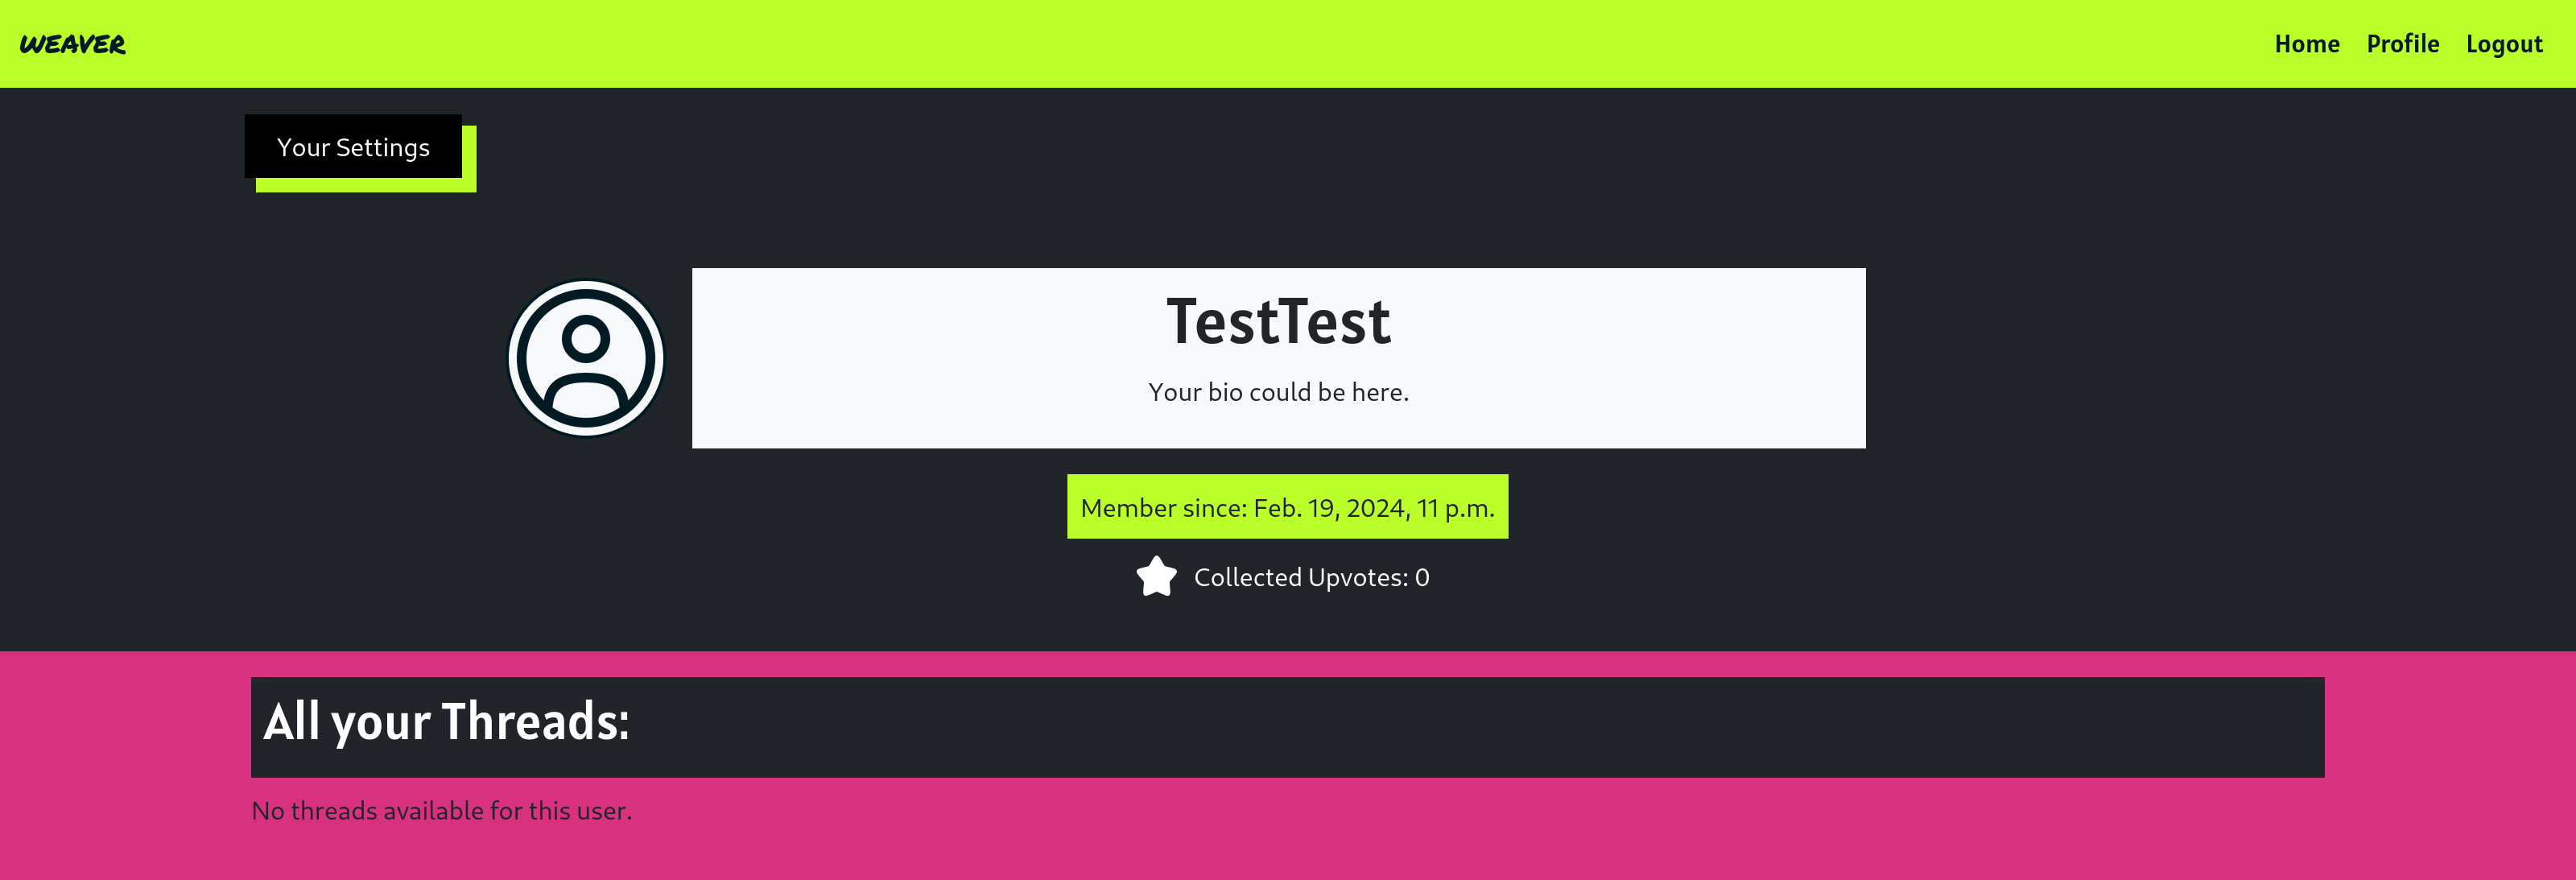 WEAVER
Home Profile Logout
Your Settings
TestTest
Your bio could be here.
Member since: Feb. 19, 2024, 11 p.m.
Collected Upvotes: 0
All your Threads:
No threads available for this user.